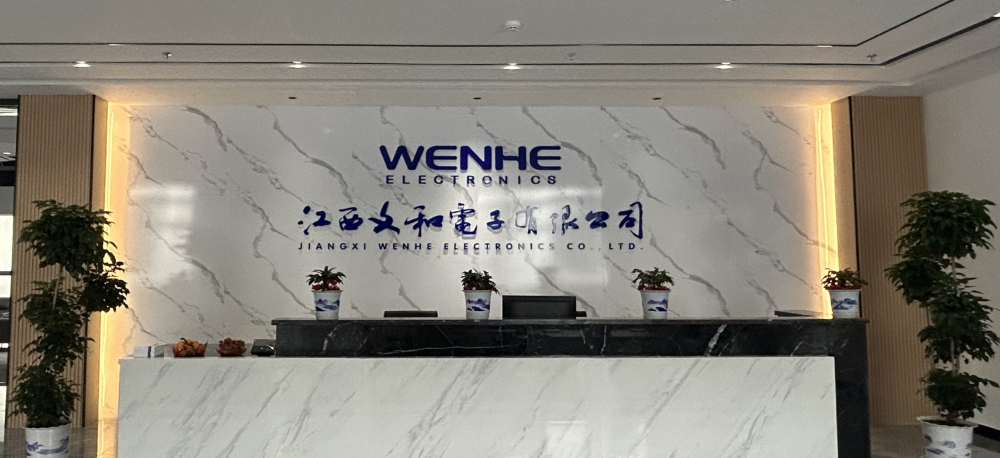 WENHE
ELECTRONICS
江西文和電子有限公司
JIANGXI WENHE ELECTRONICS CO., LTD.